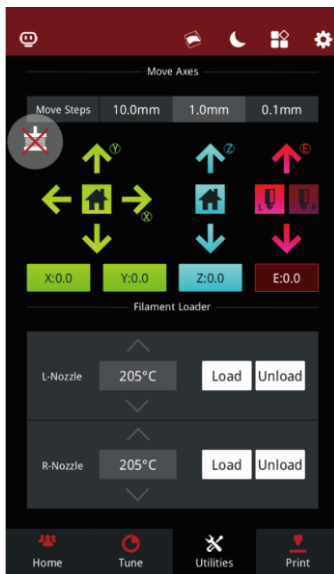 Move Axes
Move Steps 10.0mm 1.0mm 0.1mm
Y Z E
X
L R
X:0.0 Y:0.0 Z:0.0 E:0.0
Filament Loader
L-Nozzle 205°C Load Unload
R-Nozzle 205°C Load Unload
Home Tune Utilities Print